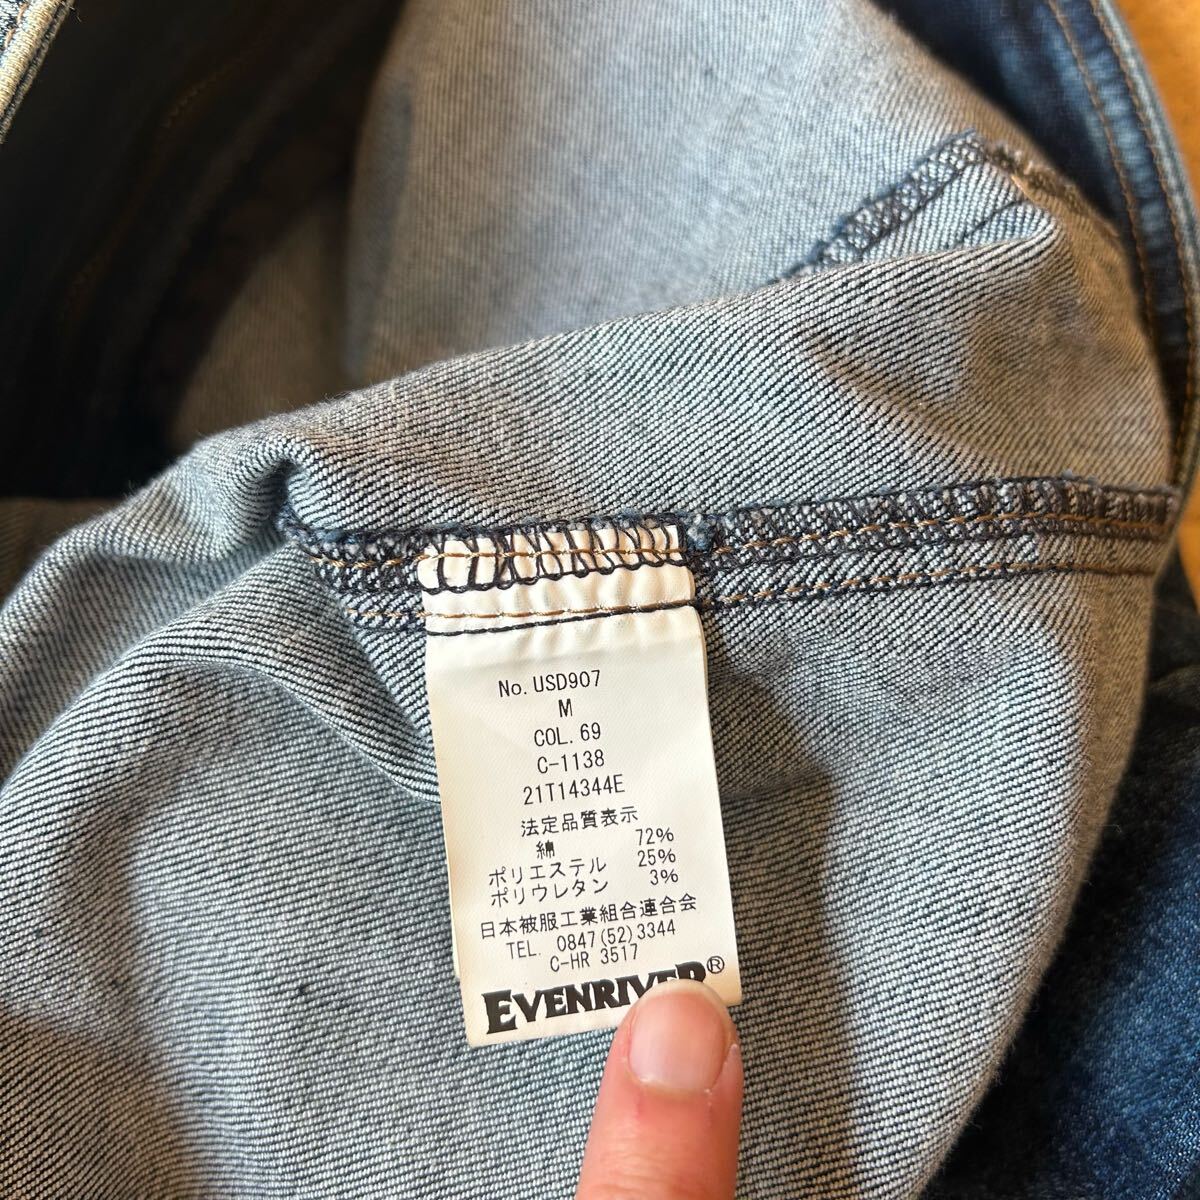 No. USD907
M
COL. 69
C-1138
21T14344E
法定品質表示
綿 72%
ポリエステル 25%
ポリウレタン 3%
日本被服工業組合連合会
TEL. 0847(52)3344
C-HR 3517
EVENRIVER®